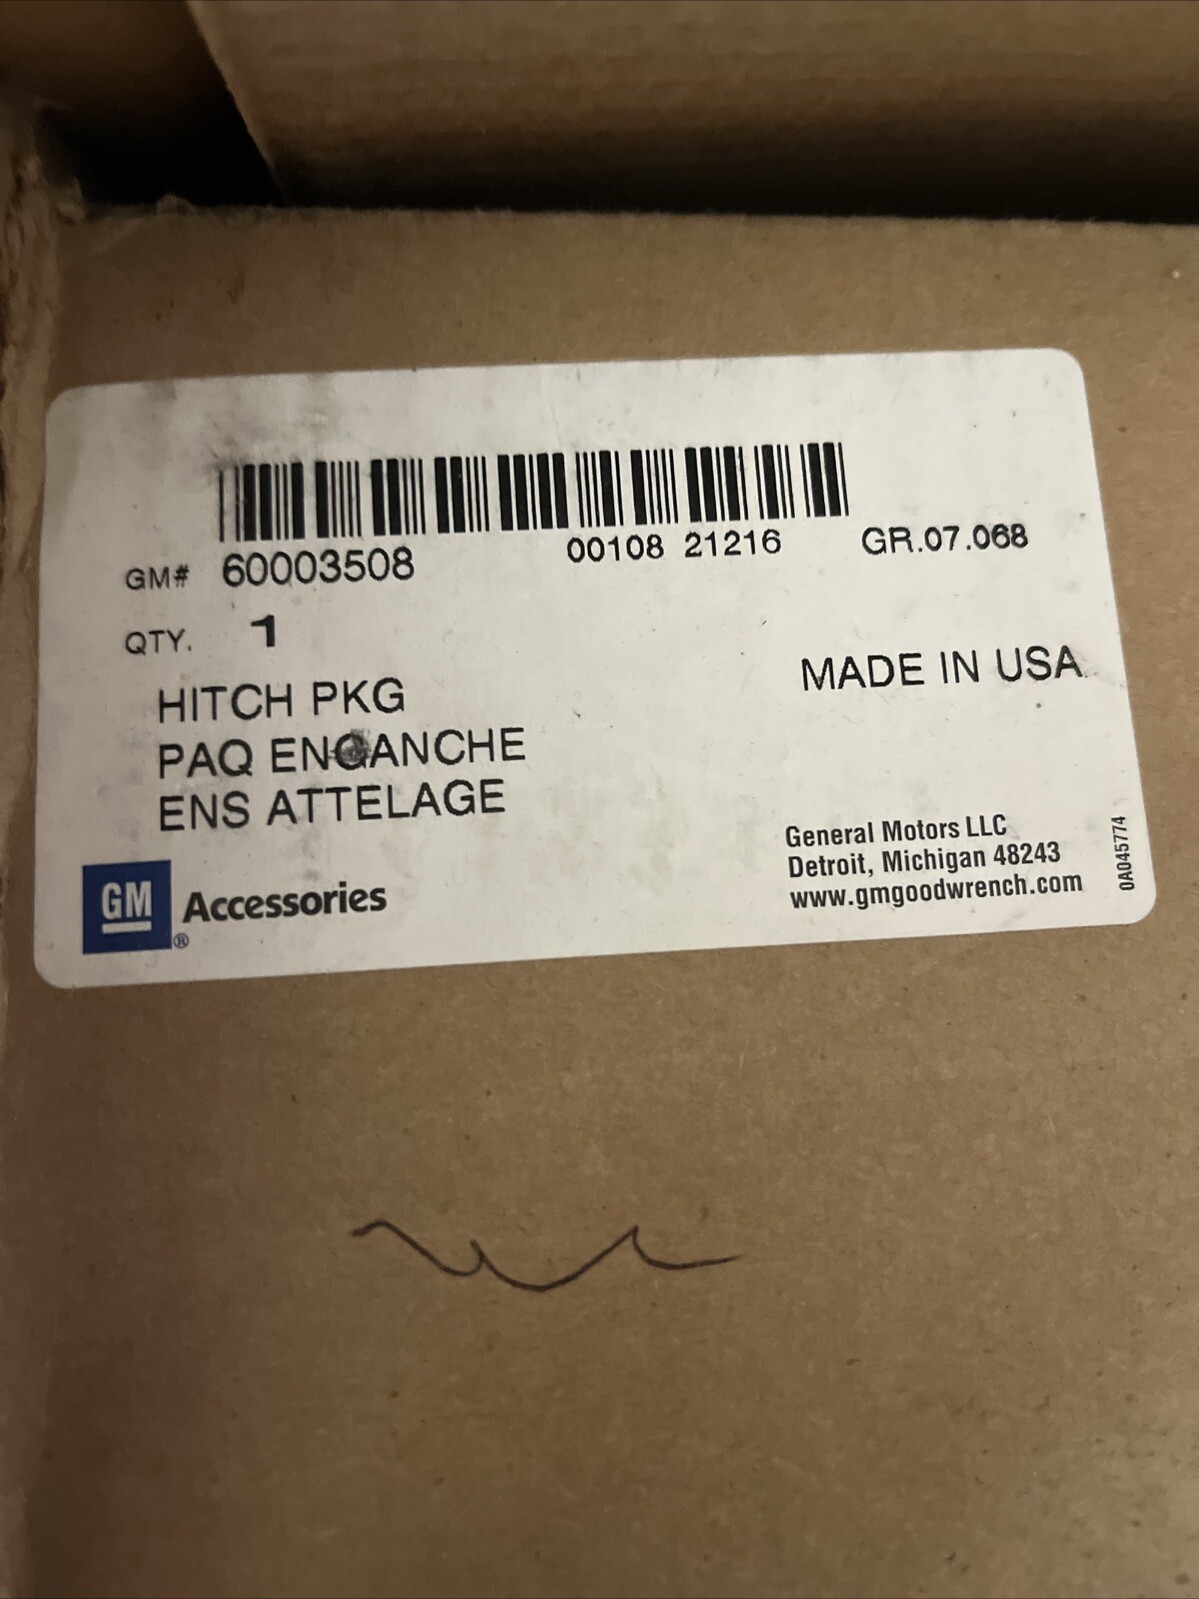 GM# 60003508 00108 21216 GR.07.068
QTY. 1
HITCH PKG
PAQ ENGANCHE
ENS ATTELAGE
MADE IN USA
GM ® Accessories
General Motors LLC
Detroit, Michigan 48243
www.gmgoodwrench.com
0A045774